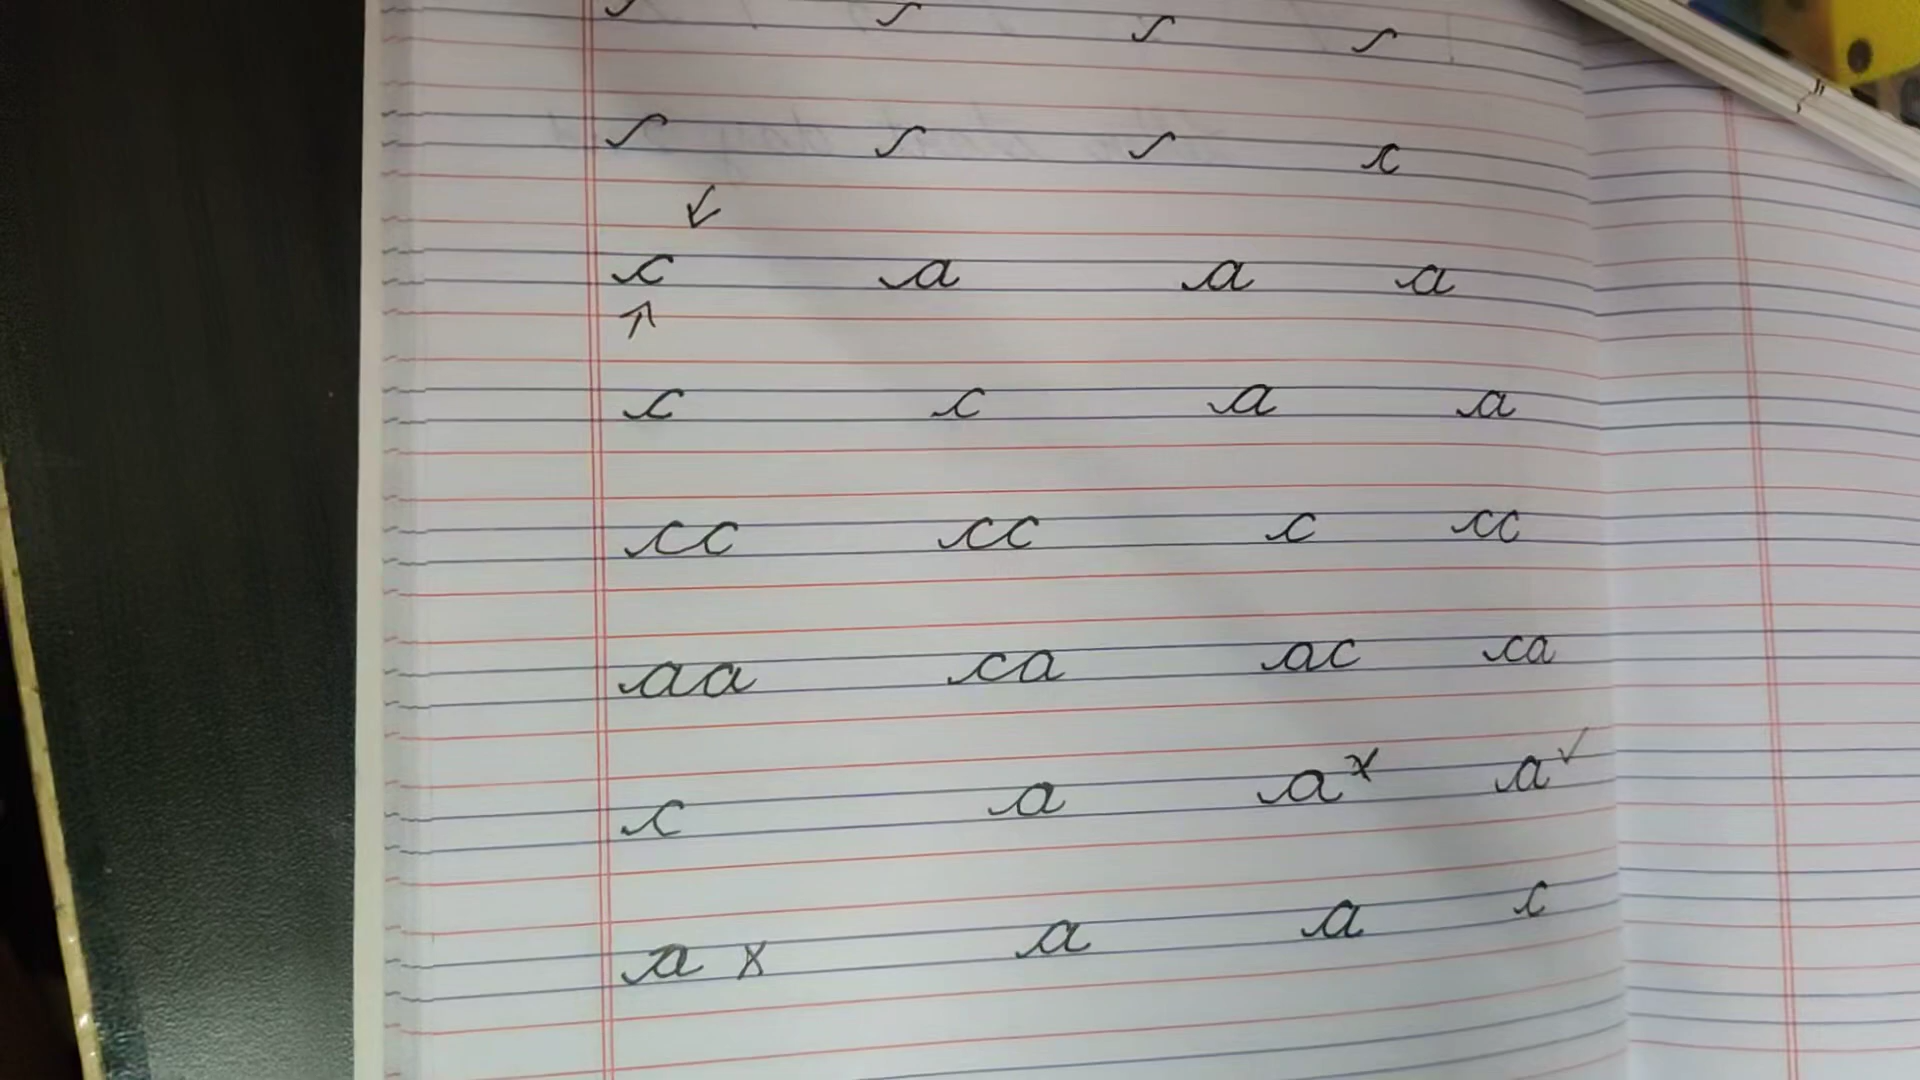 c
c a a a
c c a a
cc cc c cc
aa ca ac ca
c a a x a ✓
a x a a c